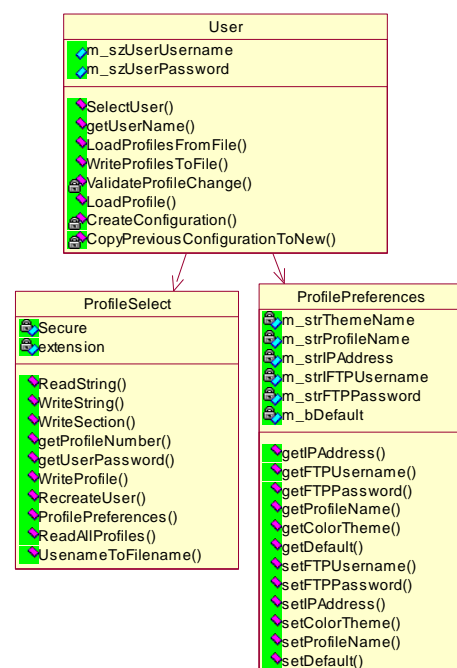 User
m_szUserUsername
m_szUserPassword
SelectUser()
getUserName()
LoadProfilesFromFile()
WriteProfilesToFile()
ValidateProfileChange()
LoadProfile()
CreateConfiguration()
CopyPreviousConfigurationToNew()
ProfileSelect
Secure
extension
ReadString()
WriteString()
WriteSection()
getProfileNumber()
getUserPassword()
WriteProfile()
RecreateUser()
ProfilePreferences()
ReadAllProfiles()
UsenameToFilename()
ProfilePreferences
m_strThemeName
m_strProfileName
m_strIPAddress
m_strIFTPUsername
m_strFTPPassword
m_bDefault
getIPAddress()
getFTPUsername()
getFTPPassword()
getProfileName()
getColorTheme()
getDefault()
setFTPUsername()
setFTPPassword()
setIPAddress()
setColorTheme()
setProfileName()
setDefault()